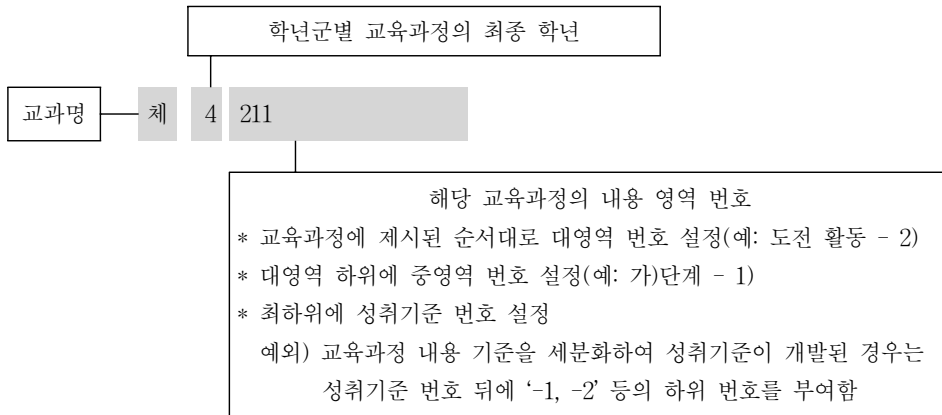 학년군별 교육과정의 최종 학년
교과명 체 4 211
해당 교육과정의 내용 영역 번호
* 교육과정에 제시된 순서대로 대영역 번호 설정(예: 도전 활동 - 2)
* 대영역 하위에 중영역 번호 설정(예: 가)단계 - 1)
* 최하위에 성취기준 번호 설정
예외) 교육과정 내용 기준을 세분화하여 성취기준이 개발된 경우는
성취기준 번호 뒤에 ‘-1, -2’ 등의 하위 번호를 부여함